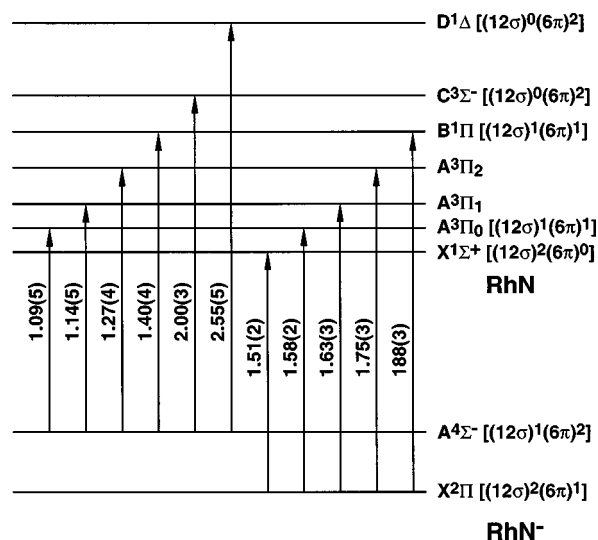 D¹Δ [(12σ)⁰(6π)²]
C³Σ⁻ [(12σ)⁰(6π)²]
B¹Π [(12σ)¹(6π)¹]
A³Π₂
A³Π₁
A³Π₀ [(12σ)¹(6π)¹]
X¹Σ⁺ [(12σ)²(6π)⁰]
RhN
1.09(5)
1.14(5)
1.27(4)
1.40(4)
2.00(3)
2.55(5)
1.51(2)
1.58(2)
1.63(3)
1.75(3)
188(3)
A⁴Σ⁻ [(12σ)¹(6π)²]
X²Π [(12σ)²(6π)¹]
RhN⁻